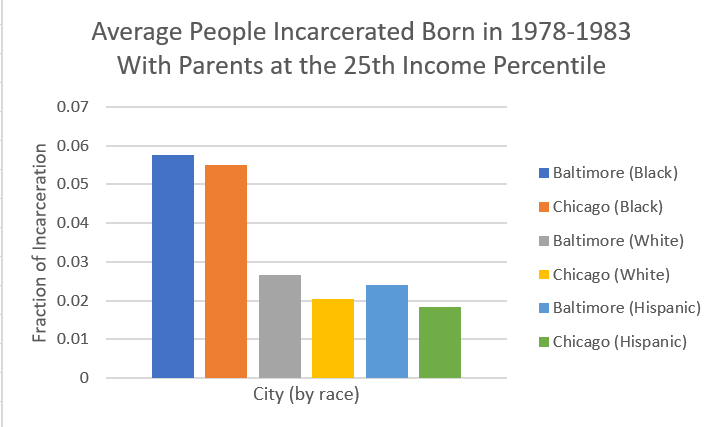 Average People Incarcerated Born in 1978-1983
With Parents at the 25th Income Percentile
Fraction of Incarceration
0.07
0.06
0.05
0.04
0.03
0.02
0.01
0
City (by race)
Baltimore (Black)
Chicago (Black)
Baltimore (White)
Chicago (White)
Baltimore (Hispanic)
Chicago (Hispanic)